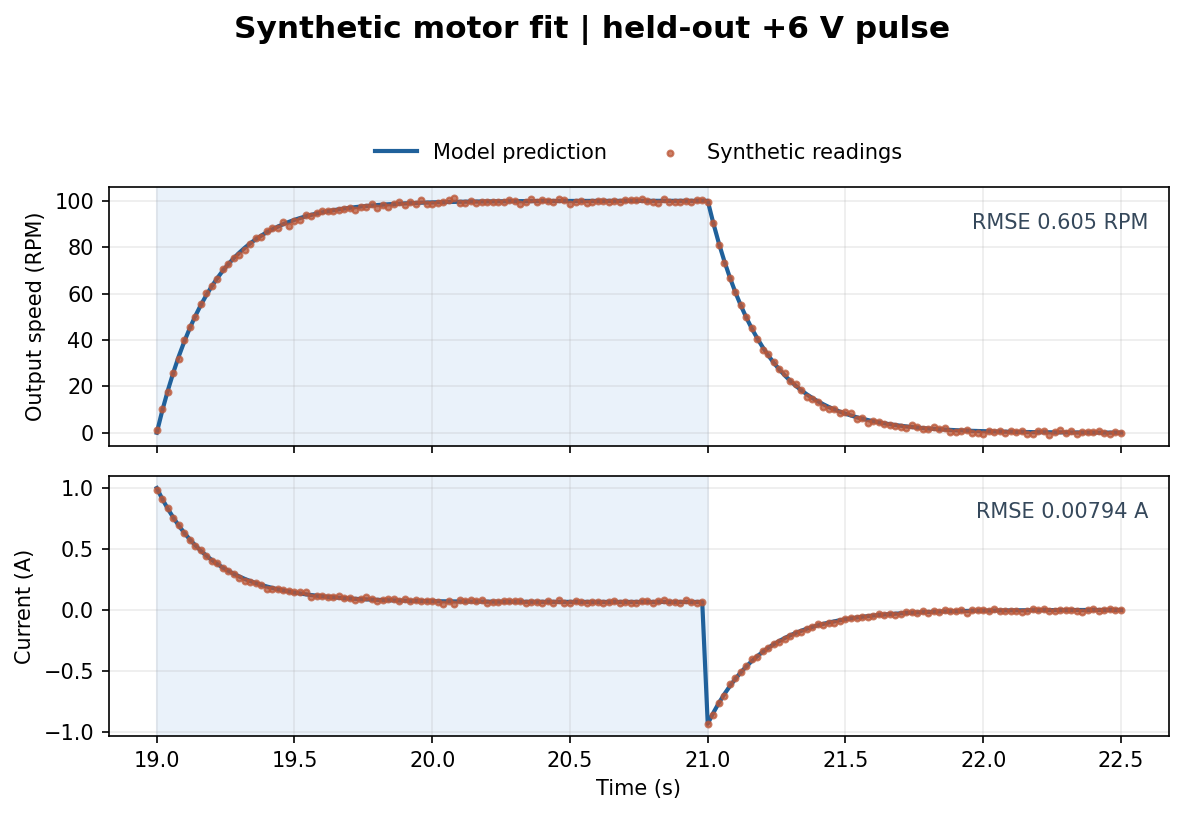 Synthetic motor fit | held-out +6 V pulse
Model prediction Synthetic readings
Output speed (RPM)
100
80
60
40
20
0
RMSE 0.605 RPM
Current (A)
1.0
0.5
0.0
−0.5
−1.0
RMSE 0.00794 A
19.0 19.5 20.0 20.5 21.0 21.5 22.0 22.5
Time (s)